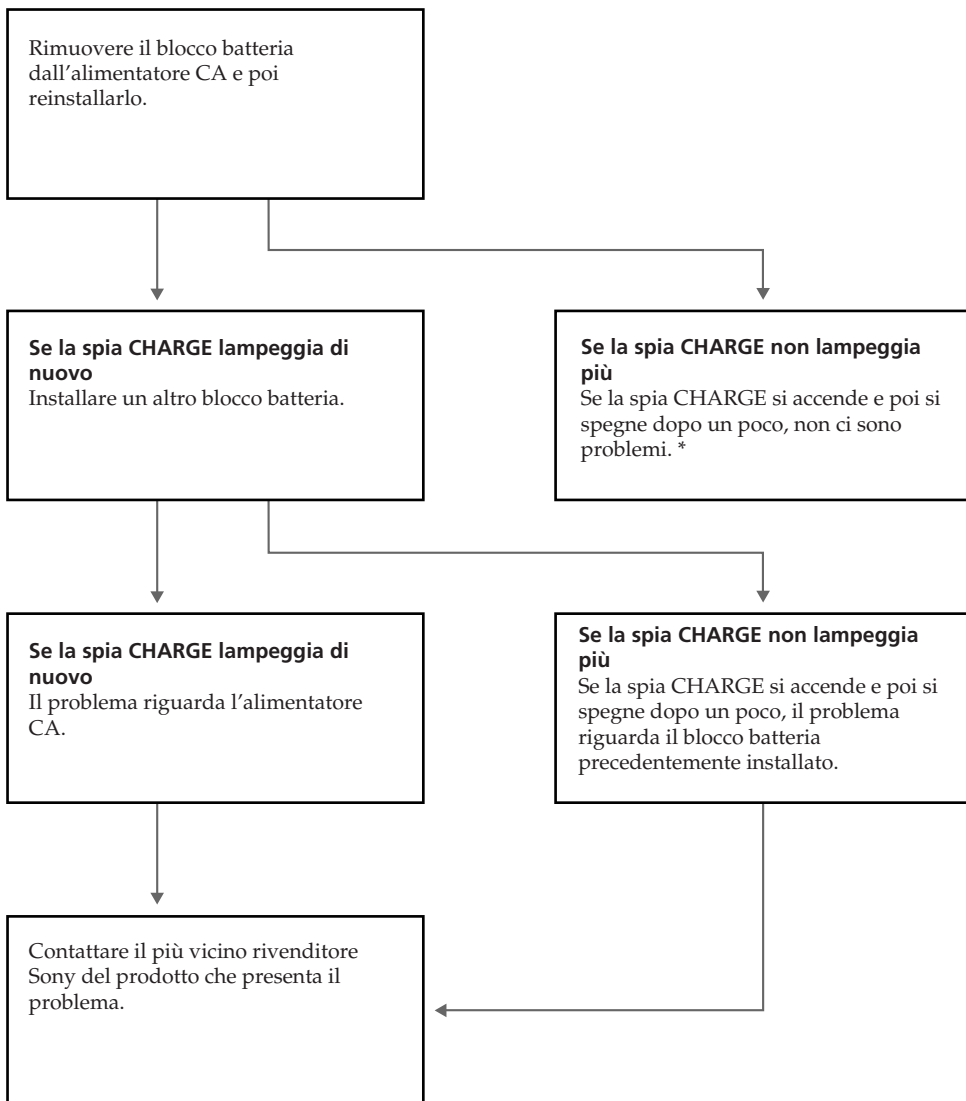 Rimuovere il blocco batteria
dall'alimentatore CA e poi
reinstallarlo.
Se la spia CHARGE lampeggia di
nuovo
Installare un altro blocco batteria.
Se la spia CHARGE non lampeggia
più
Se la spia CHARGE si accende e poi si
spegne dopo un poco, non ci sono
problemi. *
Se la spia CHARGE lampeggia di
nuovo
Il problema riguarda l'alimentatore
CA.
Se la spia CHARGE non lampeggia
più
Se la spia CHARGE si accende e poi si
spegne dopo un poco, il problema
riguarda il blocco batteria
precedentemente installato.
Contattare il più vicino rivenditore
Sony del prodotto che presenta il
problema.